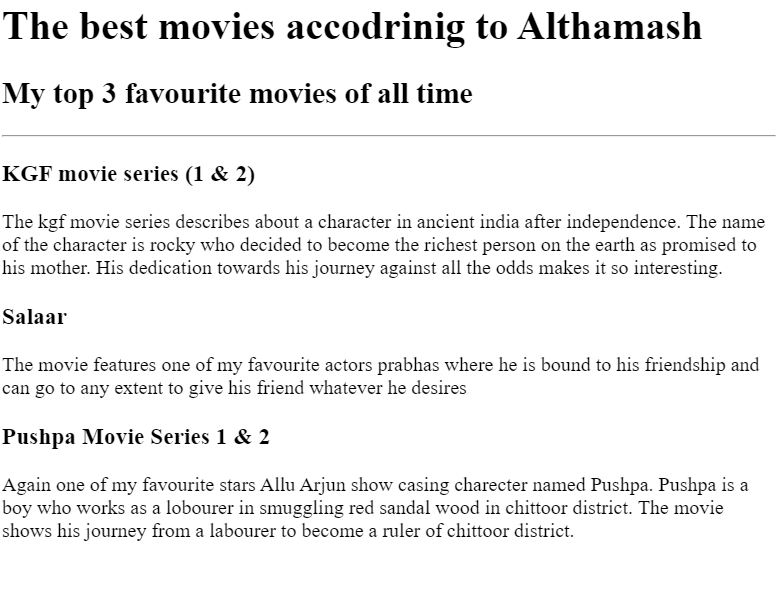 The best movies accodrinig to Althamash
My top 3 favourite movies of all time
KGF movie series (1 & 2)
The kgf movie series describes about a character in ancient india after independence. The name
of the character is rocky who decided to become the richest person on the earth as promised to
his mother. His dedication towards his journey against all the odds makes it so interesting.
Salaar
The movie features one of my favourite actors prabhas where he is bound to his friendship and
can go to any extent to give his friend whatever he desires
Pushpa Movie Series 1 & 2
Again one of my favourite stars Allu Arjun show casing charecter named Pushpa. Pushpa is a
boy who works as a lobourer in smuggling red sandal wood in chittoor district. The movie
shows his journey from a labourer to become a ruler of chittoor district.